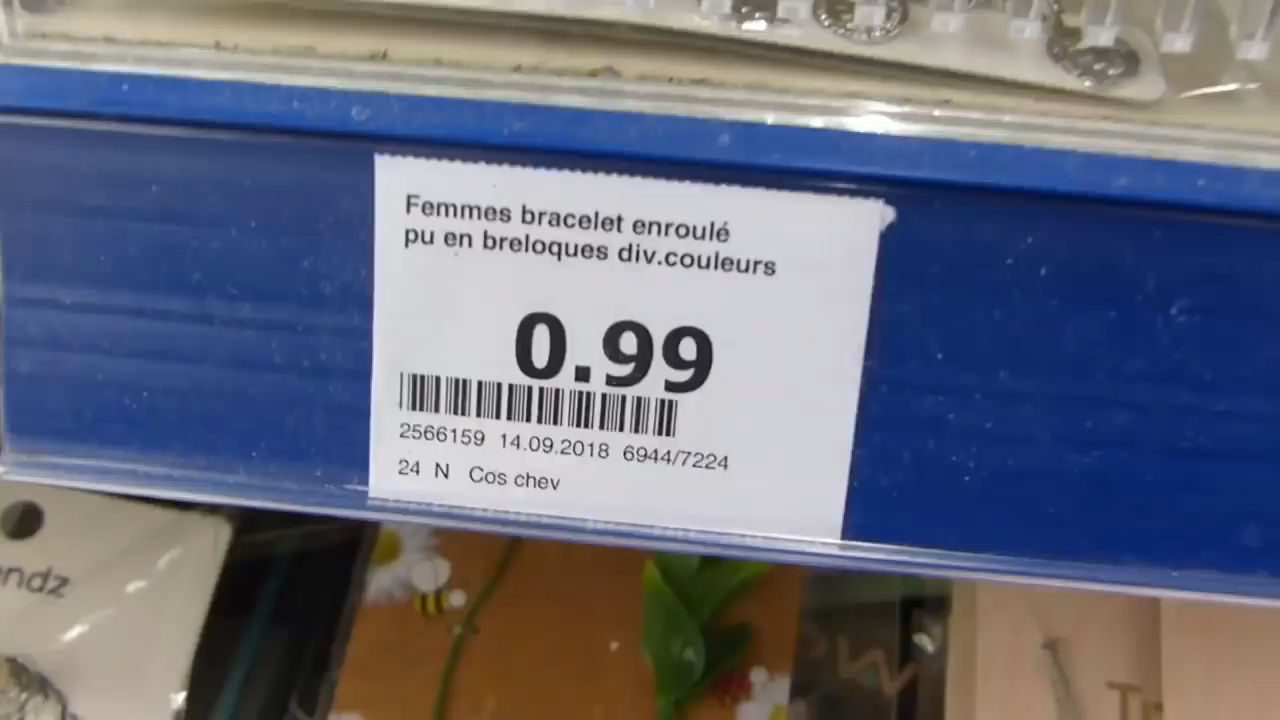 Femmes bracelet enroulé
pu en breloques div.couleurs
0.99
2566159 14.09.2018 6944/7224
24 N Cos chev
ndz